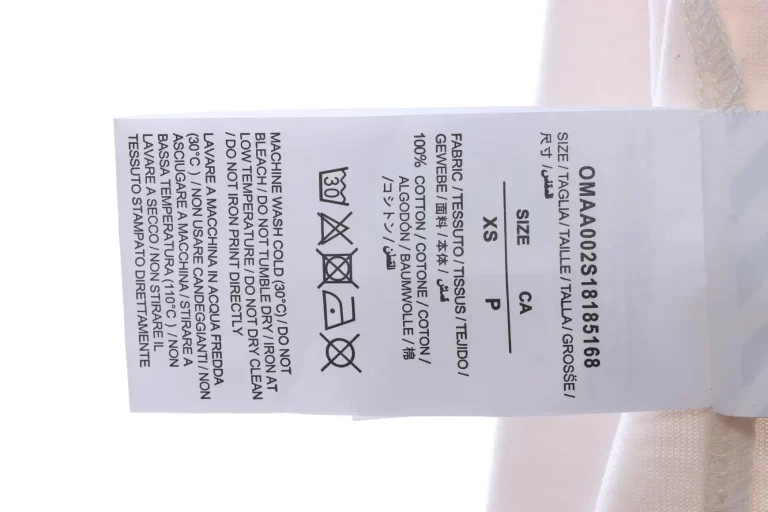 OMAA002S18185168
SIZE / TAGLIA / TAILLE / TALLA / GROSSE /
尺寸 / المقاس
SIZE CA
XS P
FABRIC / TESSUTO / TISSUS / TEJIDO /
GEWEBE / 面料 / 本体 / قماش
100% COTTON / COTONE / COTON /
ALGODÓN / BAUMWOLLE / 棉
/ コットン / القطن
30
MACHINE WASH COLD (30°C) / DO NOT
BLEACH / DO NOT TUMBLE DRY / IRON AT
LOW TEMPERATURE / DO NOT DRY CLEAN
/ DO NOT IRON PRINT DIRECTLY
LAVARE A MACCHINA IN ACQUA FREDDA
(30°C ) / NON USARE CANDEGGIANTI / NON
ASCIUGARE A MACCHINA / STIRARE A
BASSA TEMPERATURA (110°C ) / NON
LAVARE A SECCO / NON STIRARE IL
TESSUTO STAMPATO DIRETTAMENTE